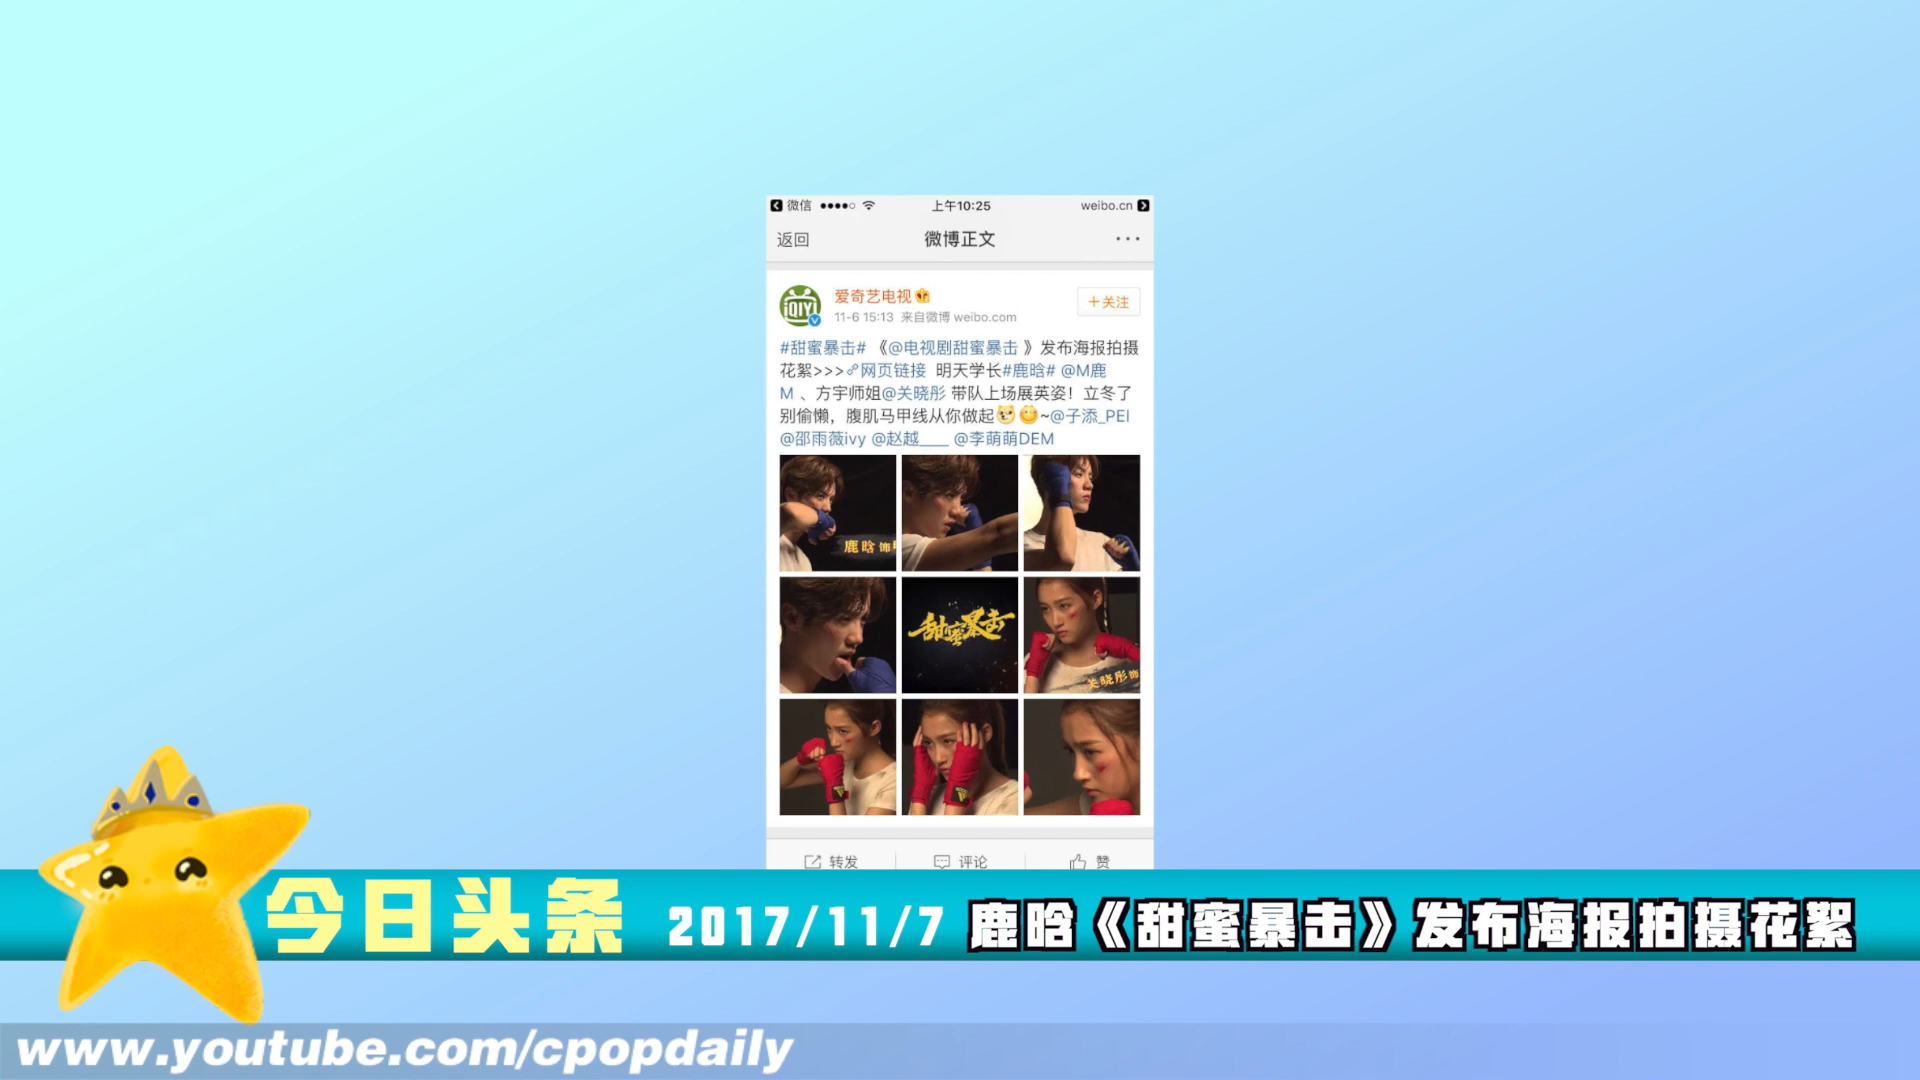 微信 上午10:25 weibo.cn
返回 微博正文 ···
iQIYI
爱奇艺电视
+关注
11-6 15:13 来自微博 weibo.com
#甜蜜暴击# 《@电视剧甜蜜暴击 》发布海报拍摄
花絮>>>网页链接 明天学长#鹿晗# @M鹿
M 、方宇师姐@关晓彤 带队上场展英姿！立冬了
别偷懒，腹肌马甲线从你做起~@子添_PEI
@邵雨薇ivy @赵越____ @李萌萌DEM
鹿晗 饰
甜蜜暴击
关晓彤 饰
转发 评论 赞
今日头条 2017/11/7 鹿晗《甜蜜暴击》发布海报拍摄花絮
www.youtube.com/cpopdaily